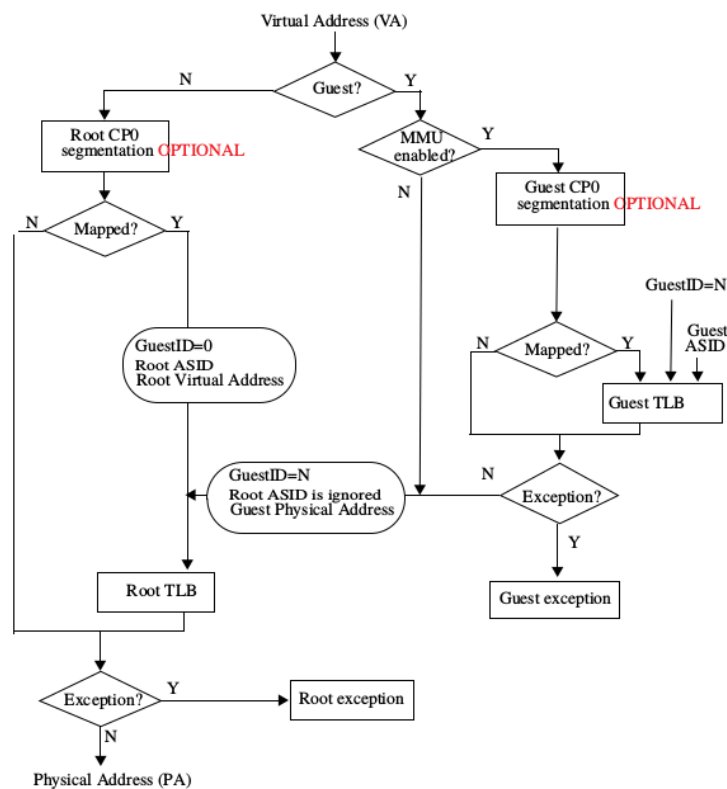 Virtual Address (VA)
Guest?
N
Y
Root CP0
segmentation OPTIONAL
MMU
enabled?
Y
N
Guest CP0
segmentation OPTIONAL
N
Mapped?
Y
GuestID=N
Guest
ASID
GuestID=0
Root ASID
Root Virtual Address
N
Mapped?
Y
Guest TLB
GuestID=N
Root ASID is ignored
Guest Physical Address
N
Exception?
Y
Root TLB
Guest exception
Exception?
Y
Root exception
N
Physical Address (PA)